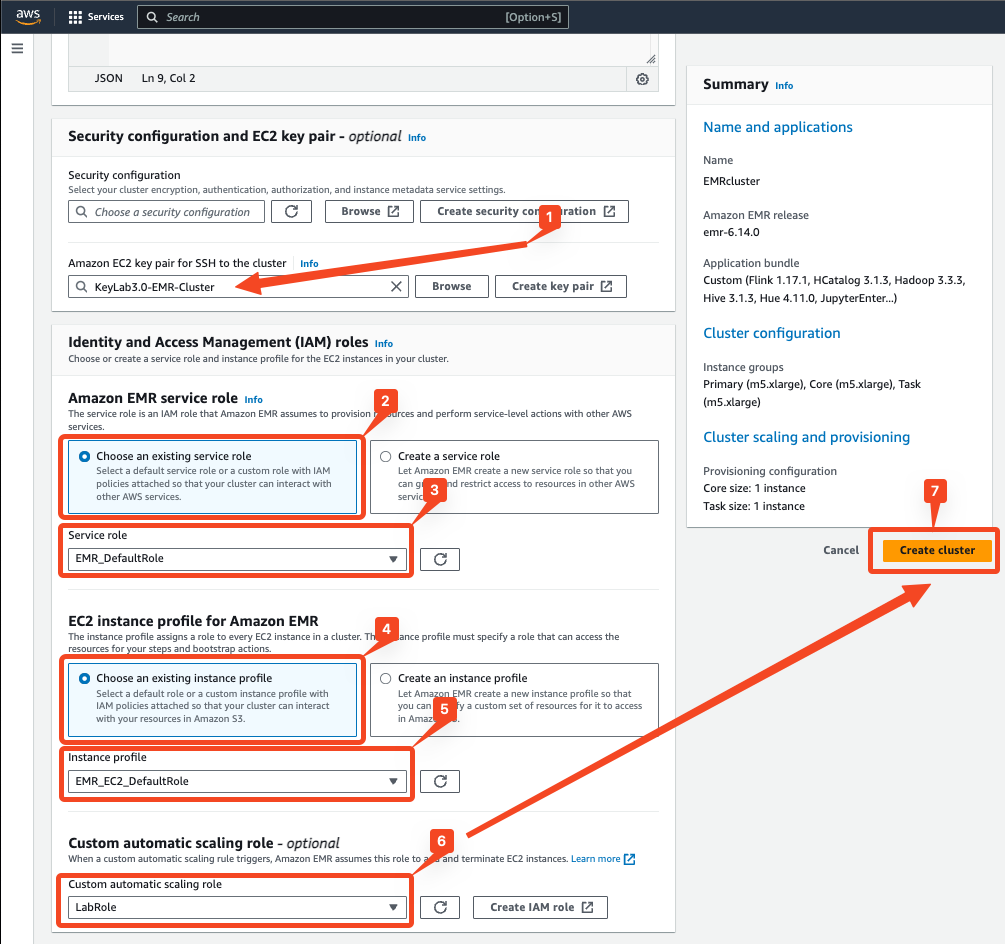 aws
Services
Search
[Option+S]
JSON Ln 9, Col 2
Security configuration and EC2 key pair - optional Info
Security configuration
Select your cluster encryption, authentication, authorization, and instance metadata service settings.
Choose a security configuration
Browse
Create security configuration
1
Amazon EC2 key pair for SSH to the cluster Info
KeyLab3.0-EMR-Cluster
Browse
Create key pair
Identity and Access Management (IAM) roles Info
Choose or create a service role and instance profile for the EC2 instances in your cluster.
Amazon EMR service role Info
2
The service role is an IAM role that Amazon EMR assumes to provision resources and perform service-level actions with other AWS
services.
Choose an existing service role
Select a default service role or a custom role with IAM
policies attached so that your cluster can interact with
other AWS services.
Create a service role
Let Amazon EMR create a new service role so that you
can grant and restrict access to resources in other AWS
services.
3
Service role
EMR_DefaultRole
EC2 instance profile for Amazon EMR
4
The instance profile assigns a role to every EC2 instance in a cluster. The instance profile must specify a role that can access the
resources for your steps and bootstrap actions.
Choose an existing instance profile
Select a default role or a custom instance profile with
IAM policies attached so that your cluster can interact
with your resources in Amazon S3.
Create an instance profile
Let Amazon EMR create a new instance profile so that
you can specify a custom set of resources for it to access
in Amazon S3.
5
Instance profile
EMR_EC2_DefaultRole
Custom automatic scaling role - optional
6
When a custom automatic scaling rule triggers, Amazon EMR assumes this role to add and terminate EC2 instances. Learn more
Custom automatic scaling role
LabRole
Create IAM role
Summary Info
Name and applications
Name
EMRcluster
Amazon EMR release
emr-6.14.0
Application bundle
Custom (Flink 1.17.1, HCatalog 3.1.3, Hadoop 3.3.3,
Hive 3.1.3, Hue 4.11.0, JupyterEnter...)
Cluster configuration
Instance groups
Primary (m5.xlarge), Core (m5.xlarge), Task
(m5.xlarge)
Cluster scaling and provisioning
Provisioning configuration
Core size: 1 instance
Task size: 1 instance
7
Cancel
Create cluster